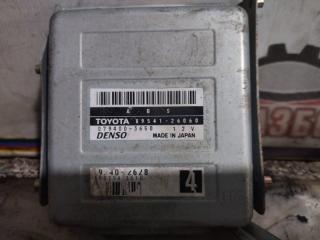 A B S
TOYOTA 89541-26060
079400-3650 12V
DENSO MADE IN JAPAN
4